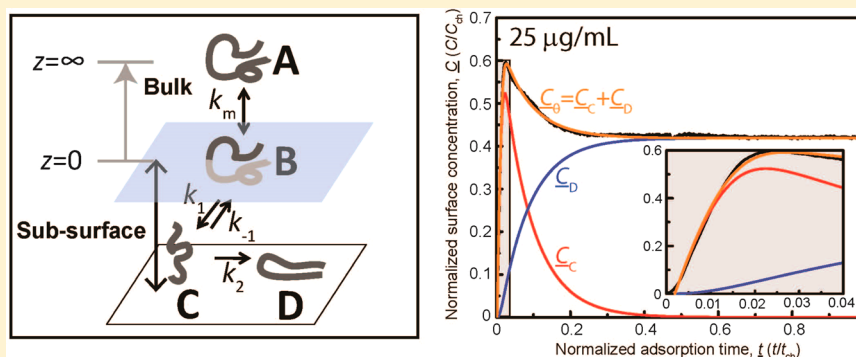 z=∞
Bulk
A
k_m
z=0
B
Sub-surface
k_1
k_-1
C
k_2
D
25 μg/mL
Normalized surface concentration, C (C/C_ch)
0.7
0.6
0.5
0.4
0.3
0.2
0.1
0
C_θ=C_C+C_D
C_D
C_C
0.6
0.4
0.2
0
0 0.01 0.02 0.03 0.04
0 0.2 0.4 0.6 0.8
Normalized adsorption time, t (t/t_ch)